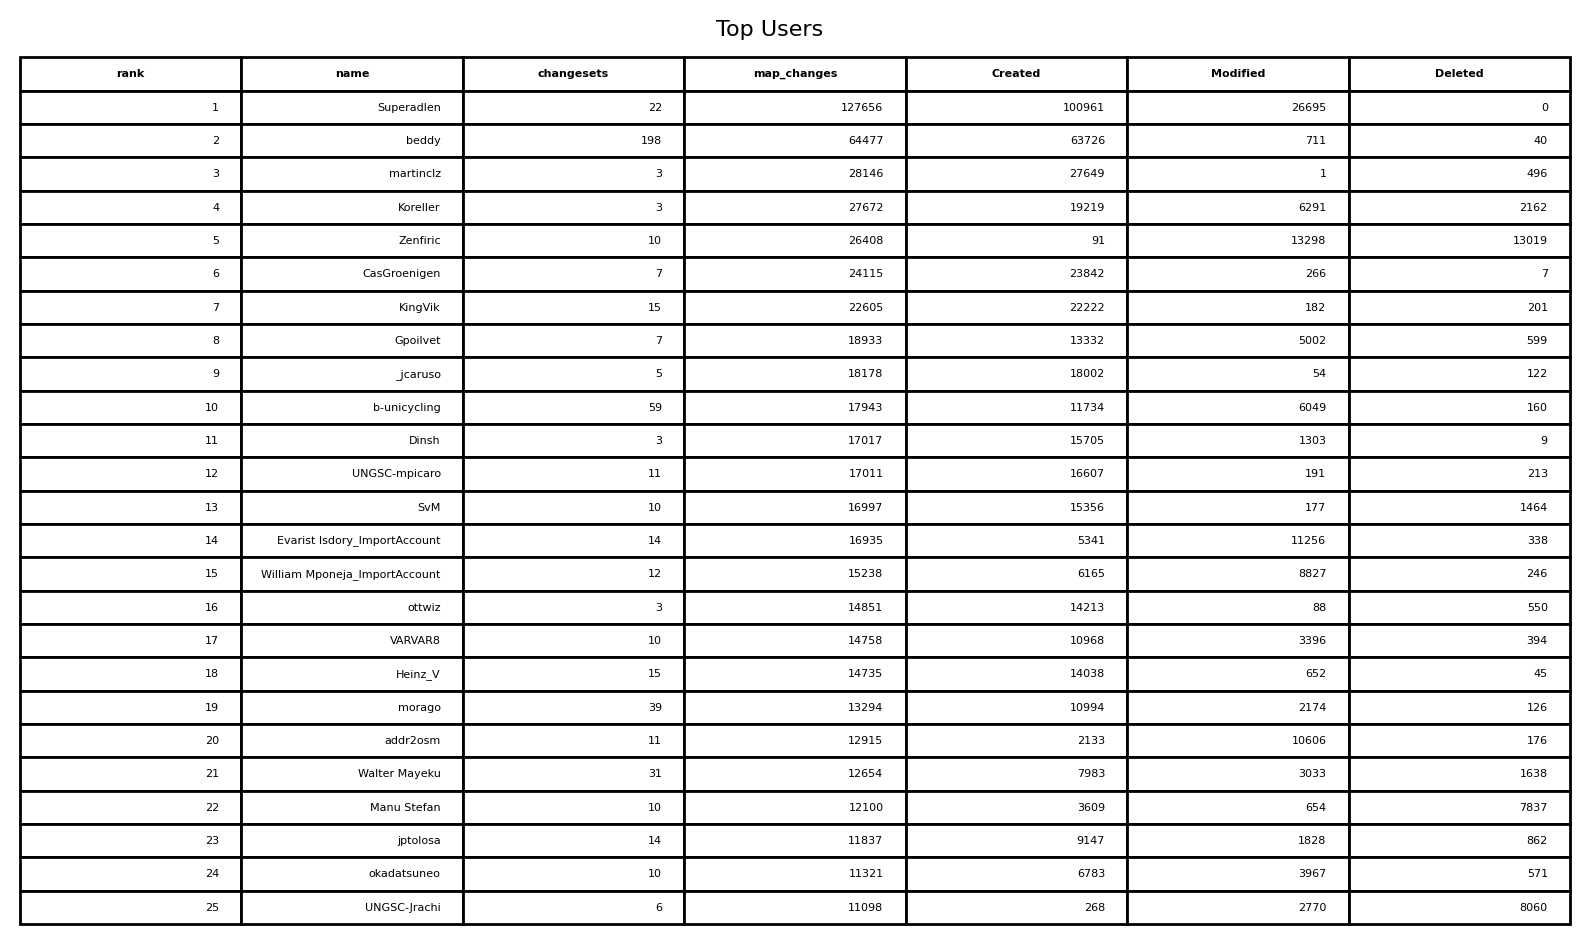 Top Users
rank name changesets map_changes Created Modified Deleted
1 Superadlen 22 127656 100961 26695 0
2 beddy 198 64477 63726 711 40
3 martinclz 3 28146 27649 1 496
4 Koreller 3 27672 19219 6291 2162
5 Zenfiric 10 26408 91 13298 13019
6 CasGroenigen 7 24115 23842 266 7
7 KingVik 15 22605 22222 182 201
8 Gpoilvet 7 18933 13332 5002 599
9 _jcaruso 5 18178 18002 54 122
10 b-unicycling 59 17943 11734 6049 160
11 Dinsh 3 17017 15705 1303 9
12 UNGSC-mpicaro 11 17011 16607 191 213
13 SvM 10 16997 15356 177 1464
14 Evarist Isdory_ImportAccount 14 16935 5341 11256 338
15 William Mponeja_ImportAccount 12 15238 6165 8827 246
16 ottwiz 3 14851 14213 88 550
17 VARVAR8 10 14758 10968 3396 394
18 Heinz_V 15 14735 14038 652 45
19 morago 39 13294 10994 2174 126
20 addr2osm 11 12915 2133 10606 176
21 Walter Mayeku 31 12654 7983 3033 1638
22 Manu Stefan 10 12100 3609 654 7837
23 jptolosa 14 11837 9147 1828 862
24 okadatsuneo 10 11321 6783 3967 571
25 UNGSC-Jrachi 6 11098 268 2770 8060